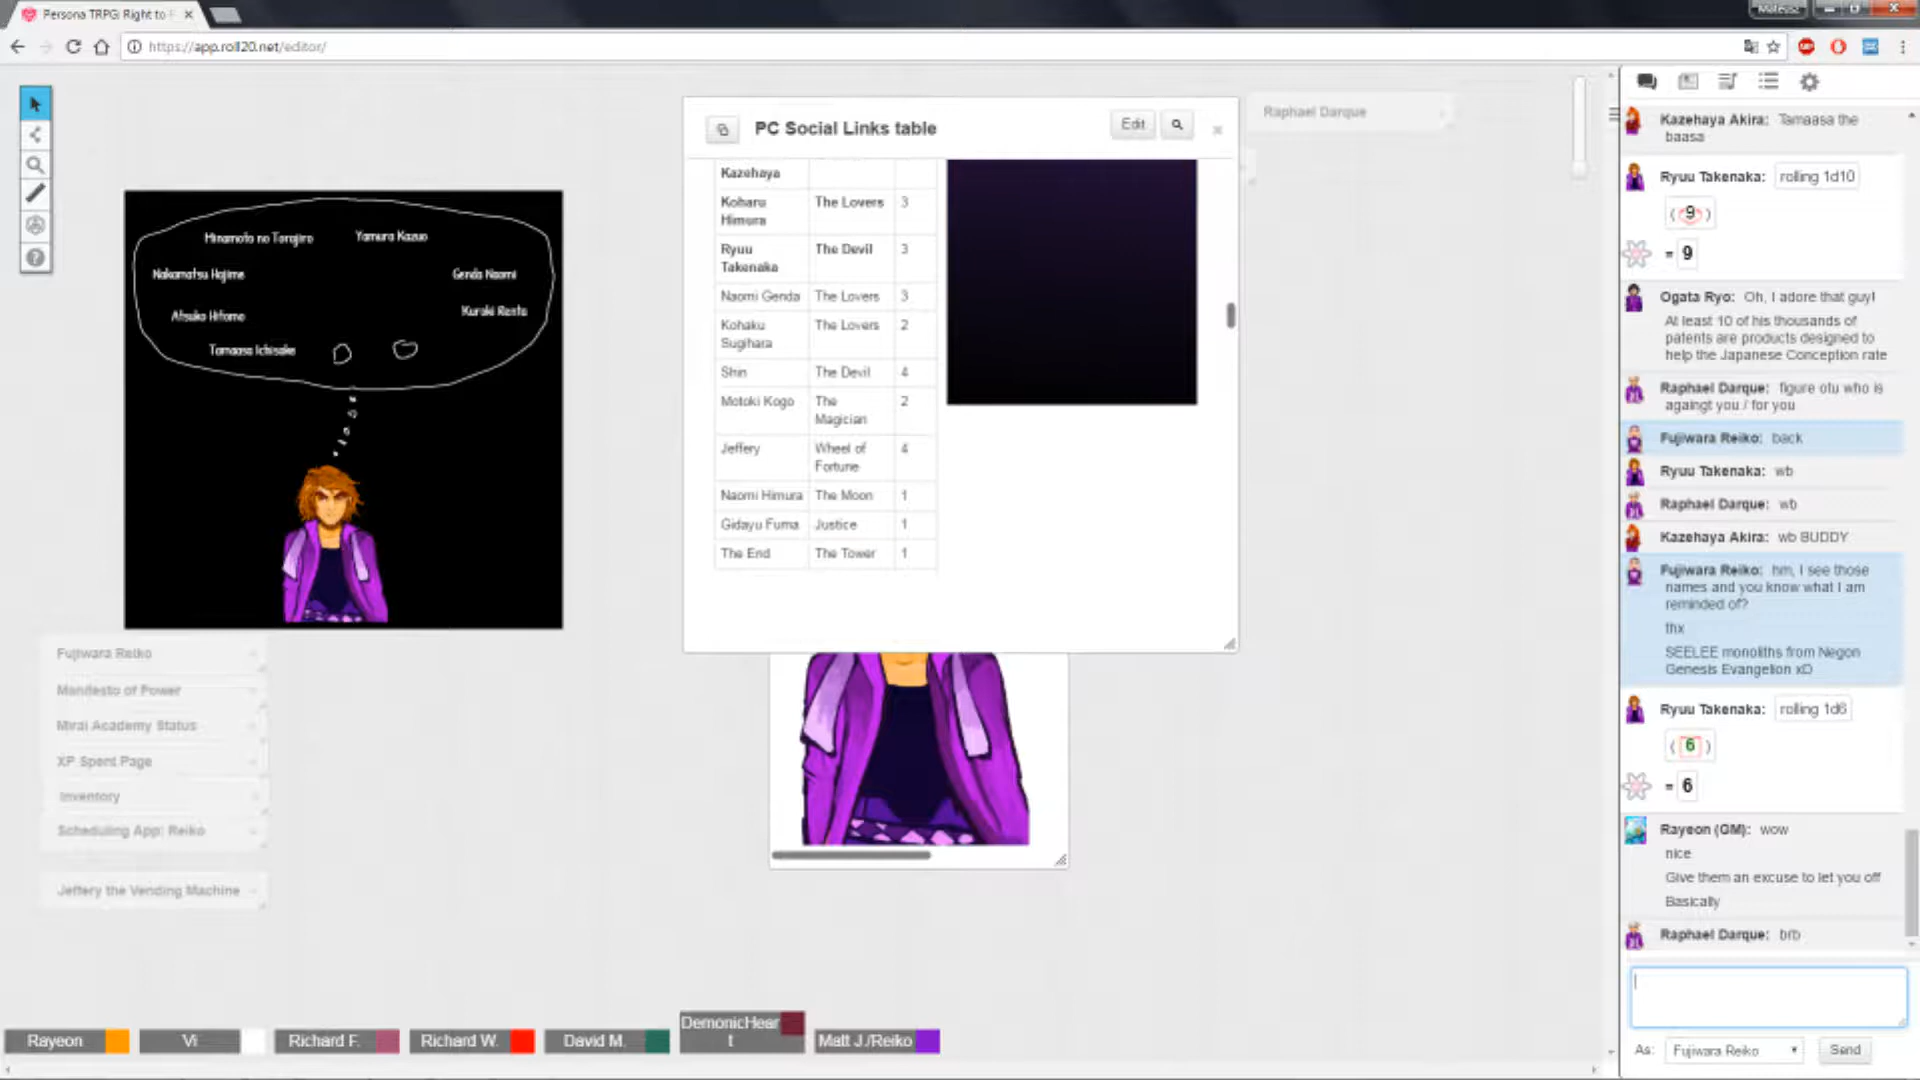 Persona TRPG: Right to
Mateusz
https://app.roll20.net/editor/
PC Social Links table
Edit
Raphael Darque
Kazehaya
Koharu Himura The Lovers 3
Ryuu Takenaka The Devil 3
Naomi Genda The Lovers 3
Kohaku Sugihara The Lovers 2
Shin The Devil 4
Motoki Kogo The Magician 2
Jeffery Wheel of Fortune 4
Naomi Himura The Moon 1
Gidayu Fuma Justice 1
The End The Tower 1
Minamoto no Torajiro
Yamura Kazuo
Nakamatsu Hajime
Genda Naomi
Atsuko Hitome
Kuroki Renta
Tamaasa Ichisake
Fujiwara Reiko
Manifesto of Power
Mirai Academy Status
XP Spent Page
Inventory
Scheduling App: Reiko
Jeffery the Vending Machine
Rayeon
Vi
Richard F.
Richard W.
David M.
DemonicHear
t
Matt J./Reiko
Kazehaya Akira: Tamaasa the
baasa
Ryuu Takenaka: rolling 1d10
(9)
= 9
Ogata Ryo: Oh, I adore that guy!
At least 10 of his thousands of
patents are products designed to
help the Japanese Conception rate
Raphael Darque: figure otu who is
againgt you / for you
Fujiwara Reiko: back
Ryuu Takenaka: wb
Raphael Darque: wb
Kazehaya Akira: wb BUDDY
Fujiwara Reiko: hm, I see those
names and you know what I am
reminded of?
thx
SEELEE monoliths from Negon
Genesis Evangelion xD
Ryuu Takenaka: rolling 1d6
(6)
= 6
Rayeon (GM): wow
nice
Give them an excuse to let you off
Basically
Raphael Darque: brb
As: Fujiwara Reiko
Send